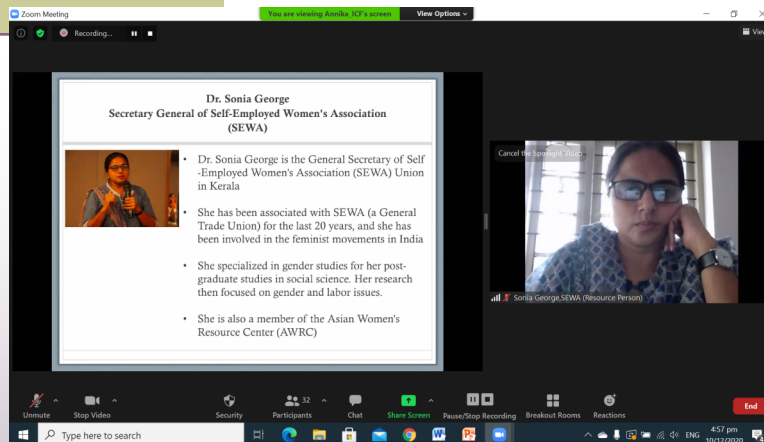 Zoom Meeting
You are viewing Annika_ICF's screen
View Options
Recording...
View
Dr. Sonia George
Secretary General of Self-Employed Women's Association
(SEWA)
• Dr. Sonia George is the General Secretary of Self
-Employed Women's Association (SEWA) Union
in Kerala
• She has been associated with SEWA (a General
Trade Union) for the last 20 years, and she has
been involved in the feminist movements in India
• She specialized in gender studies for her post-
graduate studies in social science. Her research
then focused on gender and labor issues.
• She is also a member of the Asian Women's
Resource Center (AWRC)
Cancel the Spotlight Video
Sonia George,SEWA (Resource Person)
Unmute
Stop Video
Security
32
Participants
Chat
Share Screen
Pause/Stop Recording
Breakout Rooms
Reactions
End
Type here to search
ENG
4:57 pm
10/12/2020